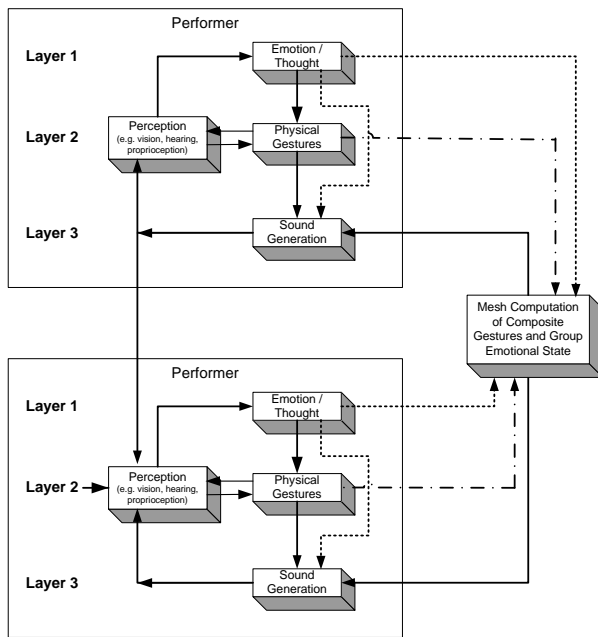 Performer
Layer 1
Emotion /
Thought
Layer 2
Perception
(e.g. vision, hearing,
proprioception)
Physical
Gestures
Layer 3
Sound
Generation
Mesh Computation
of Composite
Gestures and Group
Emotional State
Performer
Layer 1
Emotion /
Thought
Layer 2
Perception
(e.g. vision, hearing,
proprioception)
Physical
Gestures
Layer 3
Sound
Generation